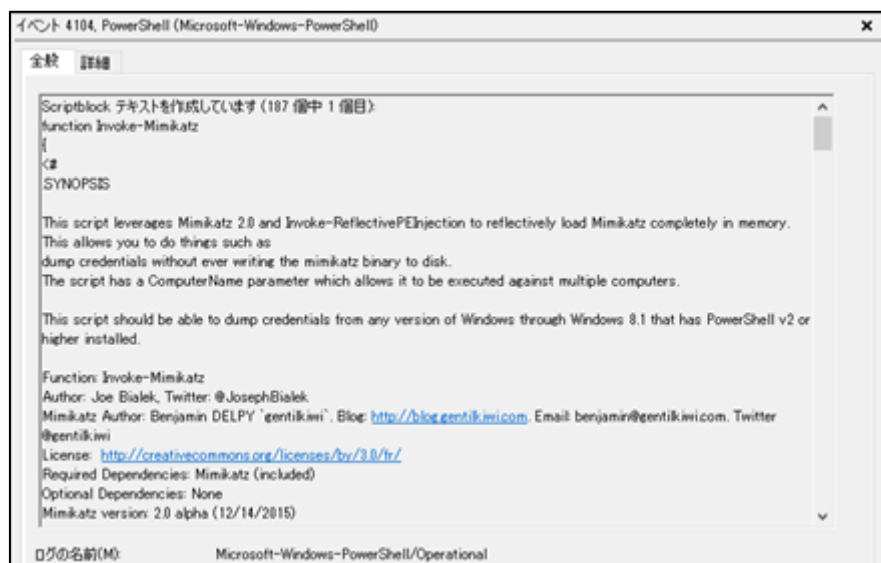 イベント 4104, PowerShell (Microsoft-Windows-PowerShell)
全般 詳細
Scriptblock テキストを作成しています (187 個中 1 個目):
function Invoke-Mimikatz
{
<#
.SYNOPSIS
This script leverages Mimikatz 2.0 and Invoke-ReflectivePEInjection to reflectively load Mimikatz completely in memory.
This allows you to do things such as
dump credentials without ever writing the mimikatz binary to disk.
The script has a ComputerName parameter which allows it to be executed against multiple computers.
This script should be able to dump credentials from any version of Windows through Windows 8.1 that has PowerShell v2 or
higher installed.
Function: Invoke-Mimikatz
Author: Joe Bialek, Twitter: @JosephBialek
Mimikatz Author: Benjamin DELPY `gentilkiwi`. Blog: http://blog.gentilkiwi.com. Email: benjamin@gentilkiwi.com. Twitter
@gentilkiwi
License: http://creativecommons.org/licenses/by/3.0/fr/
Required Dependencies: Mimikatz (included)
Optional Dependencies: None
Mimikatz version: 2.0 alpha (12/14/2015)
ログの名前(M): Microsoft-Windows-PowerShell/Operational